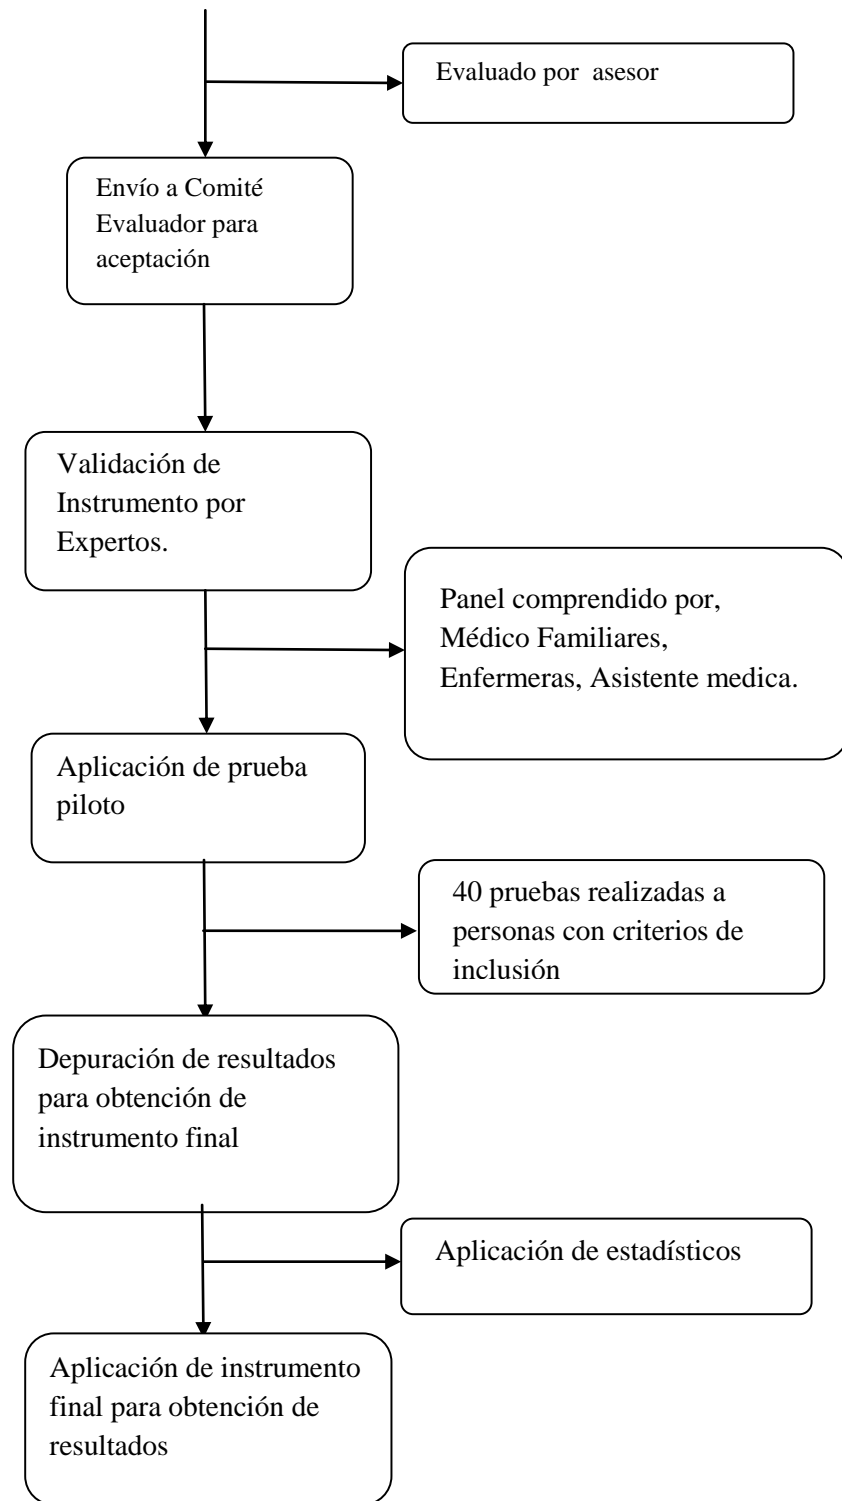 Evaluado por  asesor
Envío a Comité
Evaluador para
aceptación
Validación de
Instrumento por
Expertos.
Panel comprendido por,
Médico Familiares,
Enfermeras, Asistente medica.
Aplicación de prueba
piloto
40 pruebas realizadas a
personas con criterios de
inclusión
Depuración de resultados
para obtención de
instrumento final
Aplicación de estadísticos
Aplicación de instrumento
final para obtención de
resultados